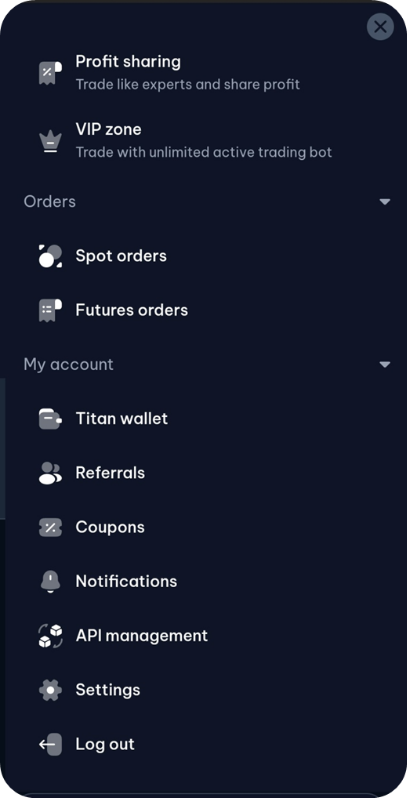 Profit sharing
Trade like experts and share profit
VIP zone
Trade with unlimited active trading bot
Orders
Spot orders
Futures orders
My account
Titan wallet
Referrals
Coupons
Notifications
API management
Settings
Log out